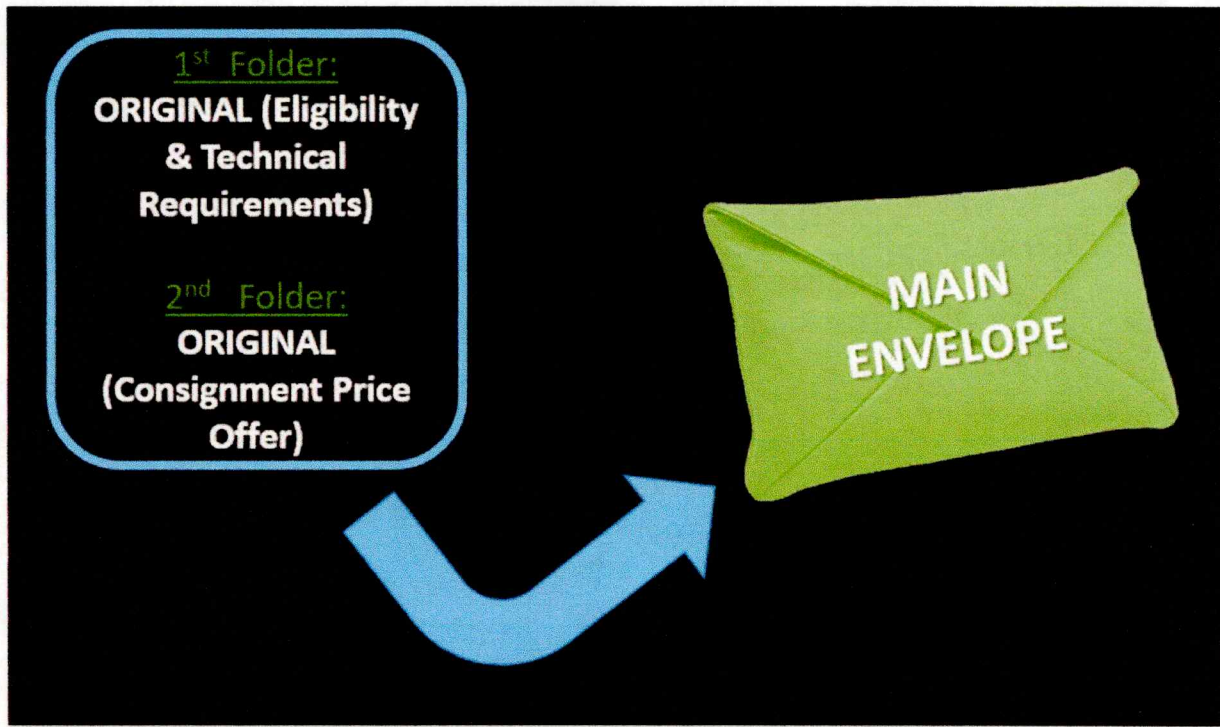 1st Folder:
ORIGINAL (Eligibility
& Technical
Requirements)
2nd Folder:
ORIGINAL
(Consignment Price
Offer)
MAIN
ENVELOPE